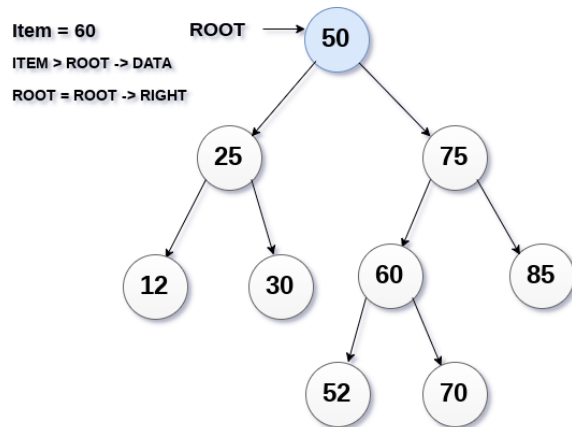 Item = 60
ROOT
ITEM > ROOT -> DATA
ROOT = ROOT -> RIGHT
50
25
75
12
30
60
85
52
70